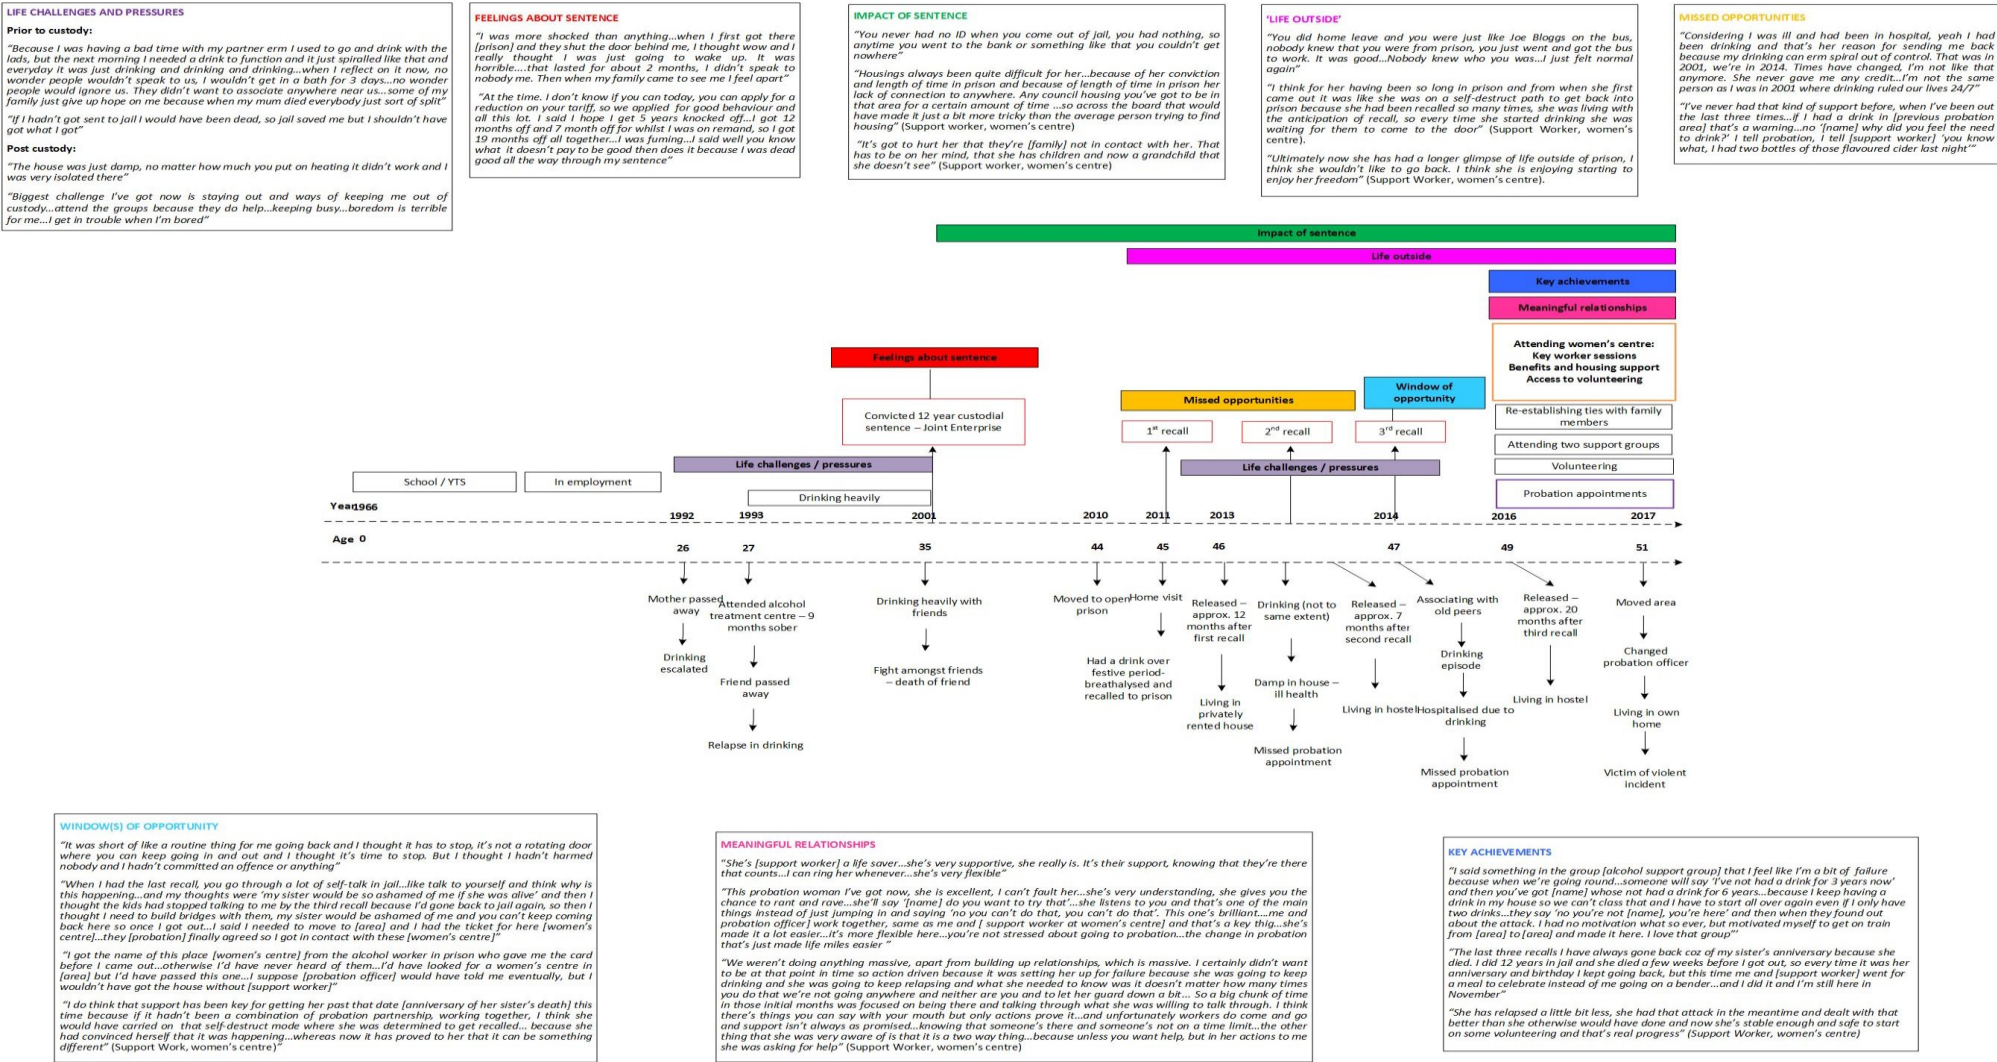 LIFE CHALLENGES AND PRESSURES
Prior to custody:
“Because I was having a bad time with my partner erm I used to go and drink with the
lads, but the next morning I needed a drink to function and it just spiralled like that and
everyday it was just drinking and drinking and drinking…when I reflect on it now, no
wonder people wouldn’t speak to us, I wouldn’t get in a bath for 3 days…no wonder
people would ignore us. They didn’t want to associate anywhere near us…some of my
family just give up hope on me because when my mum died everybody just sort of split”
“If I hadn’t got sent to jail I would have been dead, so jail saved me but I shouldn’t have
got what I got”
Post custody:
“The house was just damp, no matter how much you put on heating it didn’t work and I
was very isolated there”
“Biggest challenge I’ve got now is staying out and ways of keeping me out of
custody…attend the groups because they do help…keeping busy…boredom is terrible
for me…I get in trouble when I’m bored”
FEELINGS ABOUT SENTENCE
“I was more shocked than anything…when I first got there
[prison] and they shut the door behind me, I thought wow and I
really thought I was just going to wake up. It was
horrible….that lasted for about 2 months, I didn’t speak to
nobody me. Then when my family came to see me I feel apart”
“At the time. I don’t know if you can today, you can apply for a
reduction on your tariff, so we applied for good behaviour and
all this lot. I said I hope I get 5 years knocked off…I got 12
months off and 7 month off for whilst I was on remand, so I got
19 months off all together…I was fuming…I said well you know
what it doesn’t pay to be good then does it because I was dead
good all the way through my sentence”
IMPACT OF SENTENCE
“You never had no ID when you come out of jail, you had nothing, so
anytime you went to the bank or something like that you couldn’t get
nowhere”
“Housings always been quite difficult for her…because of her conviction
and length of time in prison and because of length of time in prison her
lack of connection to anywhere. Any council housing you’ve got to be in
that area for a certain amount of time …so across the board that would
have made it just a bit more tricky than the average person trying to find
housing” (Support worker, women’s centre)
“It’s got to hurt her that they’re [family] not in contact with her. That
has to be on her mind, that she has children and now a grandchild that
she doesn’t see” (Support worker, women’s centre)
‘LIFE OUTSIDE’
“You did home leave and you were just like Joe Bloggs on the bus,
nobody knew that you were from prison, you just went and got the bus
to work. It was good…Nobody knew who you was…I just felt normal
again”
“I think for her having been so long in prison and from when she first
came out it was like she was on a self-destruct path to get back into
prison because she had been recalled so many times, she was living with
the anticipation of recall, so every time she started drinking she was
waiting for them to come to the door” (Support Worker, women’s
centre).
“Ultimately now she has had a longer glimpse of life outside of prison, I
think she wouldn’t like to go back. I think she is enjoying starting to
enjoy her freedom” (Support Worker, women’s centre).
MISSED OPPORTUNITIES
“Considering I was ill and had been in hospital, yeah I had
been drinking and that’s her reason for sending me back
because my drinking can erm spiral out of control. That was in
2001, we’re in 2014. Times have changed, I’m not like that
anymore. She never gave me any credit…I’m not the same
person as I was in 2001 where drinking ruled our lives 24/7”
“I’ve never had that kind of support before, when I’ve been out
the last three times…if I had a drink in [previous probation
area] that’s a warning…no ‘[name] why did you feel the need
to drink?’ I tell probation, I tell [support worker] ‘you know
what, I had two bottles of those flavoured cider last night’”
Impact of sentence
Life outside
Key achievements
Meaningful relationships
Attending women’s centre:
Key worker sessions
Benefits and housing support
Access to volunteering
Feelings about sentence
Window of
opportunity
Missed opportunities
Convicted 12 year custodial
sentence – Joint Enterprise
1st recall
2nd recall
3rd recall
Re-establishing ties with family
members
Attending two support groups
Life challenges / pressures
Life challenges / pressures
Volunteering
School / YTS
In employment
Drinking heavily
Probation appointments
Year 1966 1992 1993 2001 2010 2011 2013 2014 2016 2017
Age 0 26 27 35 44 45 46 47 49 51
Mother passed
away
Drinking
escalated
Attended alcohol
treatment centre – 9
months sober
Friend passed
away
Relapse in drinking
Drinking heavily with
friends
Fight amongst friends
– death of friend
Moved to open
prison
Home visit
Had a drink over
festive period-
breathalysed and
recalled to prison
Released –
approx. 12
months after
first recall
Living in
privately
rented house
Drinking (not to
same extent)
Damp in house –
ill health
Missed probation
appointment
Released –
approx. 7
months after
second recall
Living in hostel
Associating with
old peers
Drinking
episode
Hospitalised due to
drinking
Missed probation
appointment
Released –
approx. 20
months after
third recall
Living in hostel
Moved area
Changed
probation officer
Living in own
home
Victim of violent
incident
WINDOW(S) OF OPPORTUNITY
“It was short of like a routine thing for me going back and I thought it has to stop, it’s not a rotating door
where you can keep going in and out and I thought it’s time to stop. But I thought I hadn’t harmed
nobody and I hadn’t committed an offence or anything”
“When I had the last recall, you go through a lot of self-talk in jail…like talk to yourself and think why is
this happening…and my thoughts were ‘my sister would be so ashamed of me if she was alive’ and then I
thought the kids had stopped talking to me by the third recall because I’d gone back to jail again, so then I
thought I need to build bridges with them, my sister would be ashamed of me and you can’t keep coming
back here so once I got out…I said I needed to move to [area] and I had the ticket for here [women’s
centre]…they [probation] finally agreed so I got in contact with these [women’s centre]”
“I got the name of this place [women’s centre] from the alcohol worker in prison who gave me the card
before I came out…otherwise I’d have never heard of them…I’d have looked for a women’s centre in
[area] but I’d have passed this one…I suppose [probation officer] would have told me eventually, but I
wouldn’t have got the house without [support worker]”
“I do think that support has been key for getting her past that date [anniversary of her sister’s death] this
time because if it hadn’t been a combination of probation partnership, working together, I think she
would have carried on that self-destruct mode where she was determined to get recalled… because she
had convinced herself that it was happening…whereas now it has proved to her that it can be something
different” (Support Work, women’s centre)”
MEANINGFUL RELATIONSHIPS
“She’s [support worker] a life saver…she’s very supportive, she really is. It’s their support, knowing that they’re there
that counts…I can ring her whenever…she’s very flexible”
“This probation woman I’ve got now, she is excellent, I can’t fault her…she’s very understanding, she gives you the
chance to rant and rave…she’ll say ‘[name] do you want to try that’…she listens to you and that’s one of the main
things instead of just jumping in and saying ‘no you can’t do that, you can’t do that’. This one’s brilliant….me and
probation officer] work together, same as me and [ support worker at women’s centre] and that’s a key thig…she’s
made it a lot easier…it’s more flexible here…you’re not stressed about going to probation…the change in probation
that’s just made life miles easier ”
“We weren’t doing anything massive, apart from building up relationships, which is massive. I certainly didn’t want
to be at that point in time so action driven because it was setting her up for failure because she was going to keep
drinking and she was going to keep relapsing and what she needed to know was it doesn’t matter how many times
you do that we’re not going anywhere and neither are you and to let her guard down a bit… So a big chunk of time
in those initial months was focused on being there and talking through what she was willing to talk through. I think
there’s things you can say with your mouth but only actions prove it…and unfortunately workers do come and go
and support isn’t always as promised…knowing that someone’s there and someone’s not on a time limit…the other
thing that she was very aware of is that it is a two way thing…because unless you want help, but in her actions to me
she was asking for help” (Support Worker, women’s centre)
KEY ACHIEVEMENTS
“I said something in the group [alcohol support group] that I feel like I’m a bit of failure
because when we’re going round…someone will say ‘I’ve not had a drink for 3 years now’
and then you’ve got [name] whose not had a drink for 6 years…because I keep having a
drink in my house so we can’t class that and I have to start all over again even if I only have
two drinks…they say ‘no you’re not [name], you’re here’ and then when they found out
about the attack. I had no motivation what so ever, but motivated myself to get on train
from [area] to [area] and made it here. I love that group”’
“The last three recalls I have always gone back coz of my sister’s anniversary because she
died. I did 12 years in jail and she died a few weeks before I got out, so every time it was her
anniversary and birthday I kept going back, but this time me and [support worker] went for
a meal to celebrate instead of me going on a bender…and I did it and I’m still here in
November”
“She has relapsed a little bit less, she had that attack in the meantime and dealt with that
better than she otherwise would have done and now she’s stable enough and safe to start
on some volunteering and that’s real progress” (Support Worker, women’s centre)